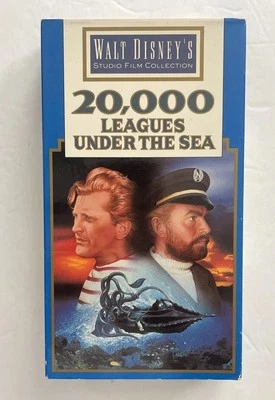 WALT DISNEY'S
STUDIO FILM COLLECTION
20,000
LEAGUES
UNDER THE SEA